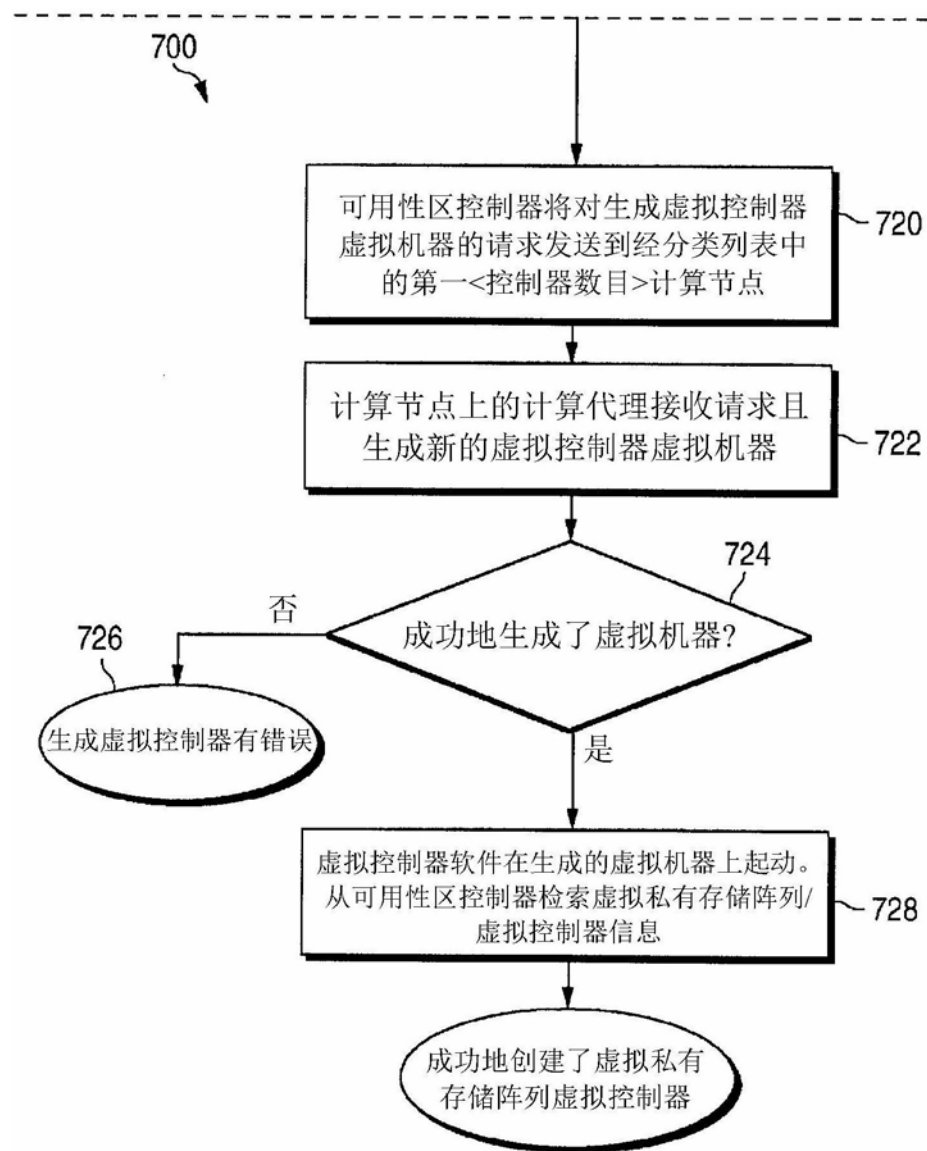 700
可用性区控制器将对生成虚拟控制器
虚拟机器的请求发送到经分类列表中
的第一<控制器数目>计算节点
720
计算节点上的计算代理接收请求且
生成新的虚拟控制器虚拟机器
722
724
成功地生成了虚拟机器?
否
726
生成虚拟控制器有错误
是
虚拟控制器软件在生成的虚拟机器上起动。
从可用性区控制器检索虚拟私有存储阵列/
虚拟控制器信息
728
成功地创建了虚拟私有
存储阵列虚拟控制器